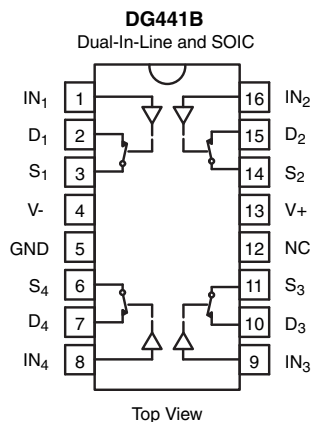 DG441B
Dual-In-Line and SOIC
IN1 1 16 IN2
D1 2 15 D2
S1 3 14 S2
V- 4 13 V+
GND 5 12 NC
S4 6 11 S3
D4 7 10 D3
IN4 8 9 IN3
Top View